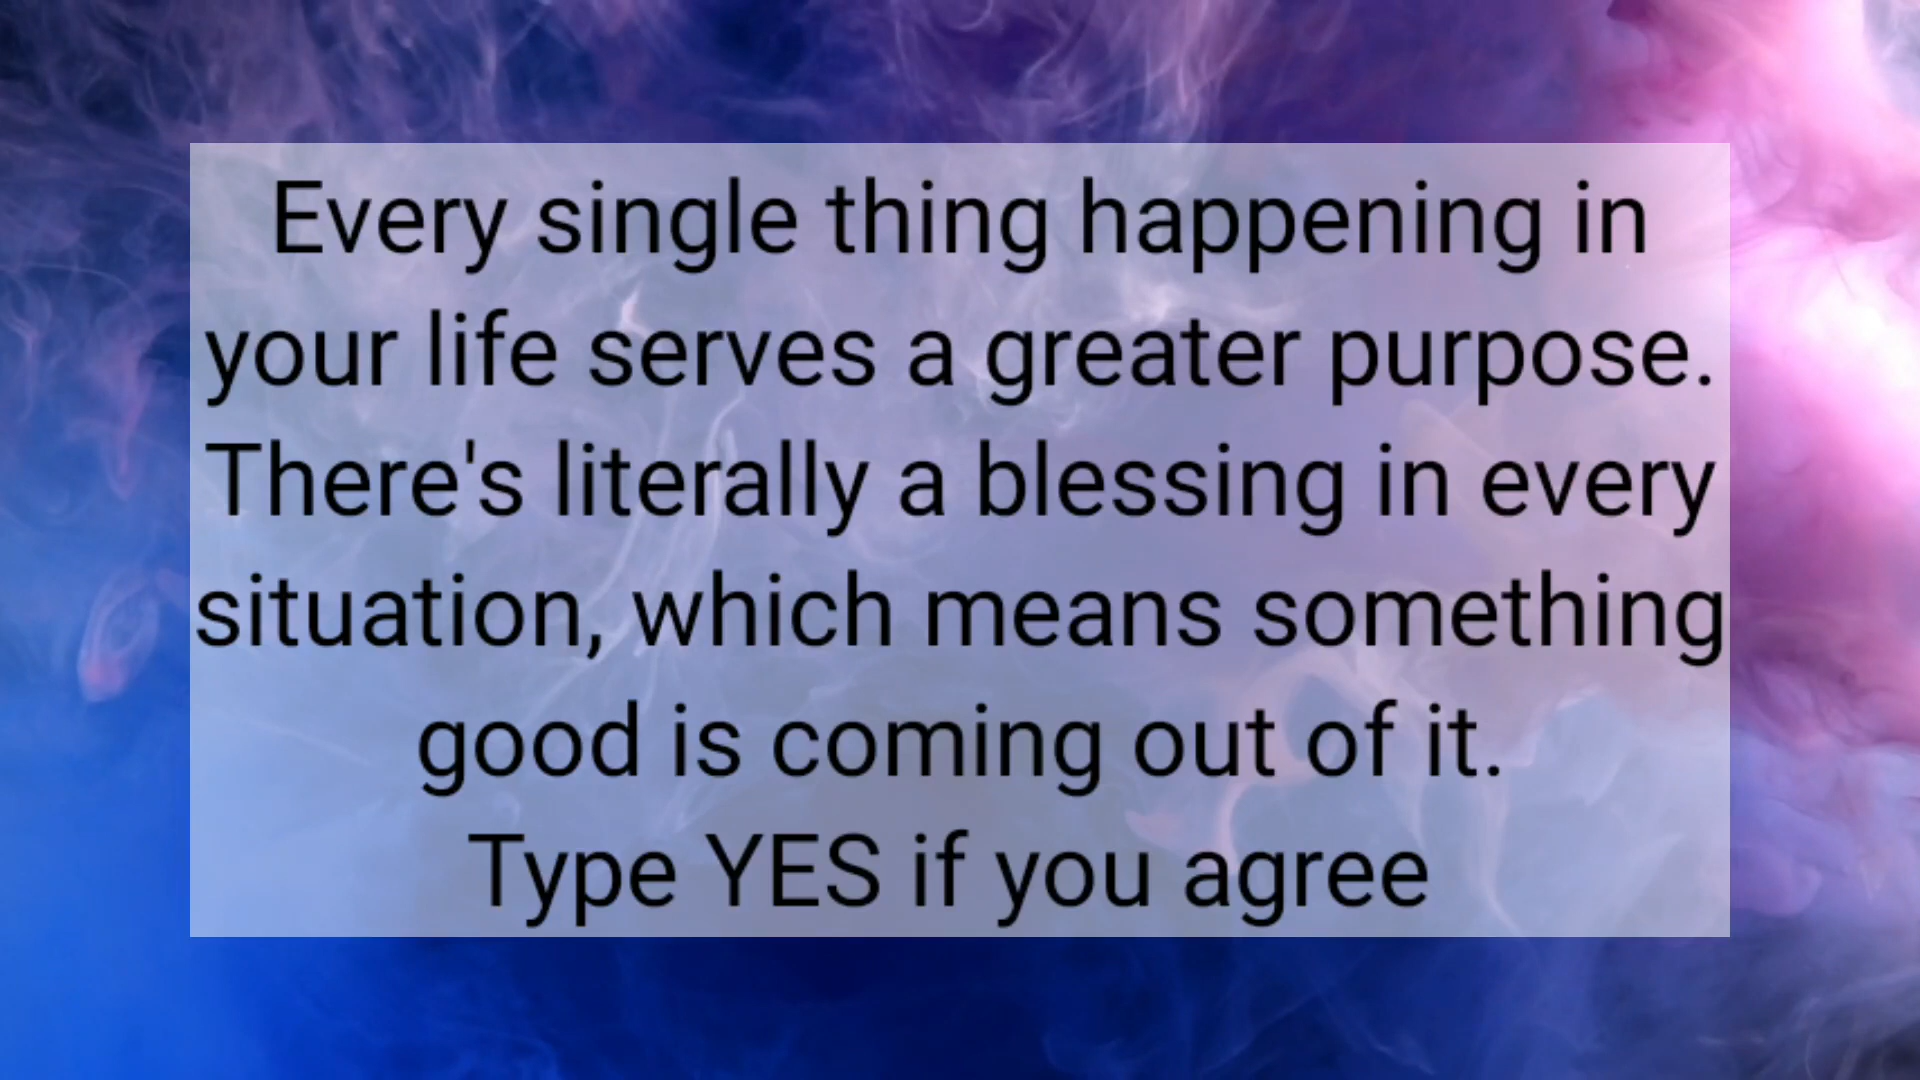 Every single thing happening in
your life serves a greater purpose.
There's literally a blessing in every
situation, which means something
good is coming out of it.
Type YES if you agree